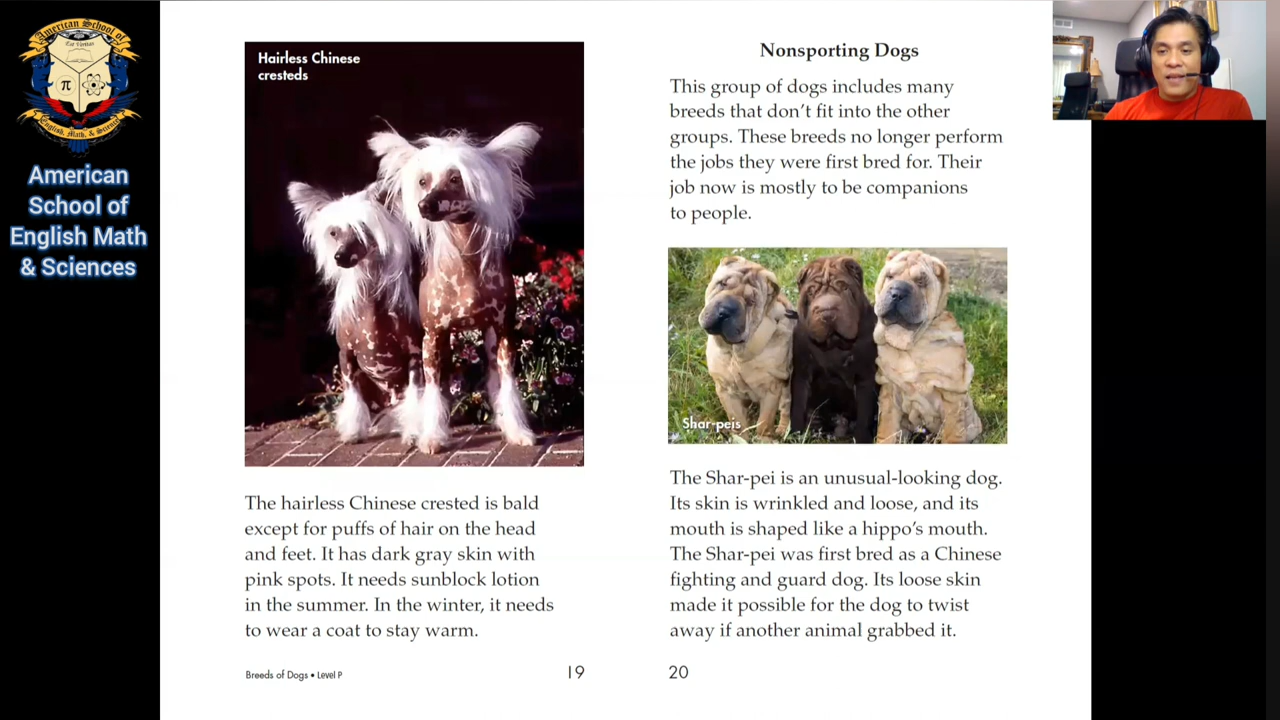 American School of
π
English, Math, & Sciences
American
School of
English Math
& Sciences
Hairless Chinese
cresteds
The hairless Chinese crested is bald
except for puffs of hair on the head
and feet. It has dark gray skin with
pink spots. It needs sunblock lotion
in the summer. In the winter, it needs
to wear a coat to stay warm.
Breeds of Dogs • Level P
19
Nonsporting Dogs
This group of dogs includes many
breeds that don't fit into the other
groups. These breeds no longer perform
the jobs they were first bred for. Their
job now is mostly to be companions
to people.
Shar-peis
The Shar-pei is an unusual-looking dog.
Its skin is wrinkled and loose, and its
mouth is shaped like a hippo's mouth.
The Shar-pei was first bred as a Chinese
fighting and guard dog. Its loose skin
made it possible for the dog to twist
away if another animal grabbed it.
20